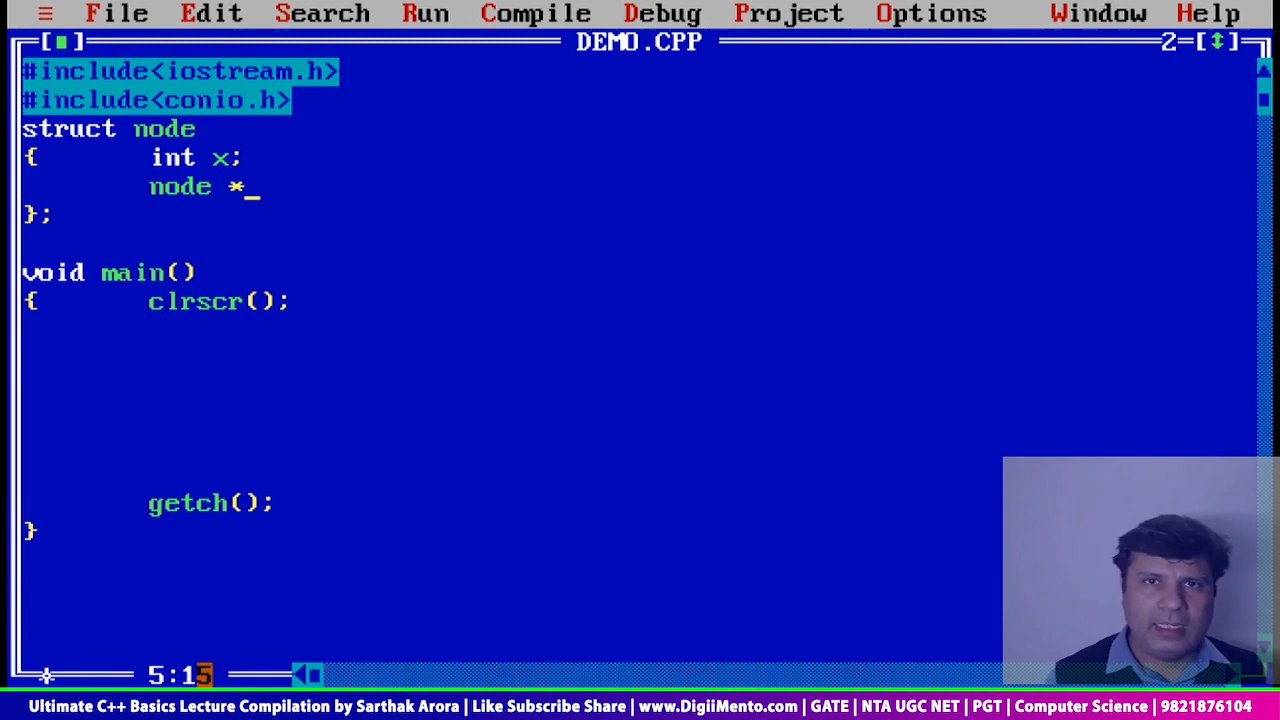 ≡ File Edit Search Run Compile Debug Project Options Window Help
[■] DEMO.CPP 2=[↕]
#include<iostream.h>
#include<conio.h>
struct node
{ int x;
node *_
};
void main()
{ clrscr();
getch();
}
5:15
Ultimate C++ Basics Lecture Compilation by Sarthak Arora | Like Subscribe Share | www.DigiiMento.com | GATE | NTA UGC NET | PGT | Computer Science | 9821876104